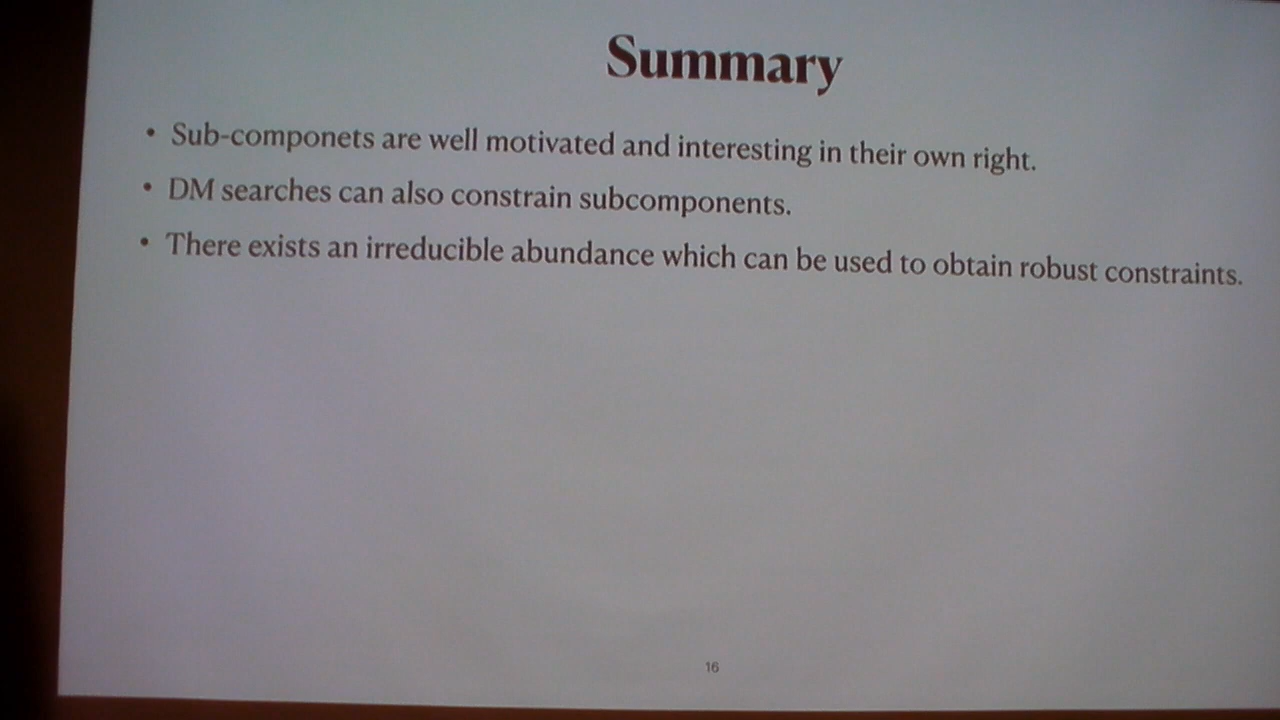 Summary
• Sub-componets are well motivated and interesting in their own right.
• DM searches can also constrain subcomponents.
• There exists an irreducible abundance which can be used to obtain robust constraints.
16